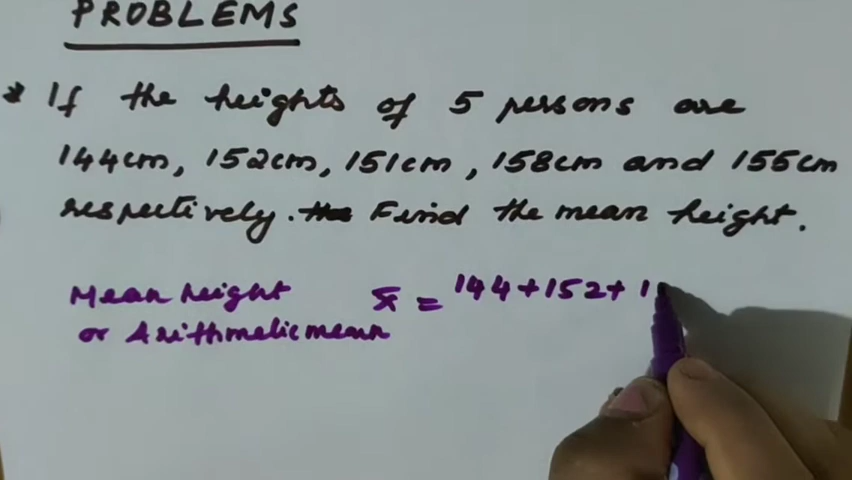 PROBLEMS
* If the heights of 5 persons are
144cm, 152cm, 151cm, 158cm and 155cm
respectively. Find the mean height.
Mean height x̄ = 144+152+1
or Arithmetic mean